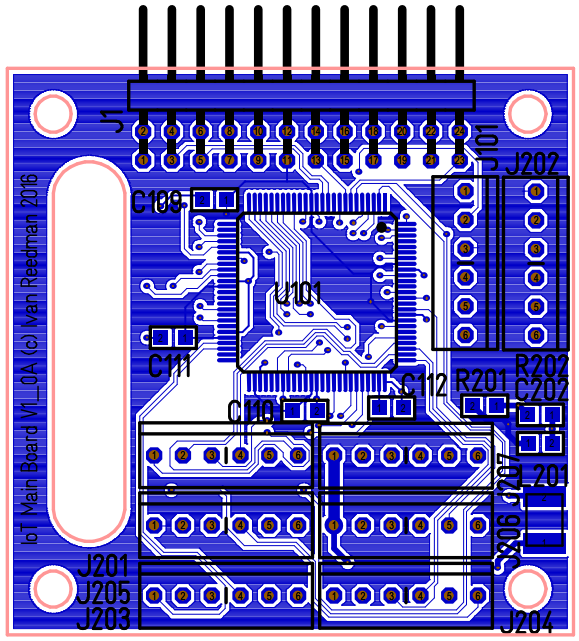 J1
2 4 6 8 10 12 14 16 18 20 22 24
1 3 5 7 9 11 13 15 17 19 21 23
J101
J202
1 1
2 2
3 3
4 4
5 5
6 6
C109
U101
C111
C110
C112
R201
R202
C202
L201
J207
J206
1 2 3 4 5 6 1 2 3 4 5 6
1 2 3 4 5 6 1 2 3 4 5 6
1 2 3 4 5 6 1 2 3 4 5 6
J201
J205
J203
J204
IoT Main Board V1_0A (c) Ivan Reedman 2016